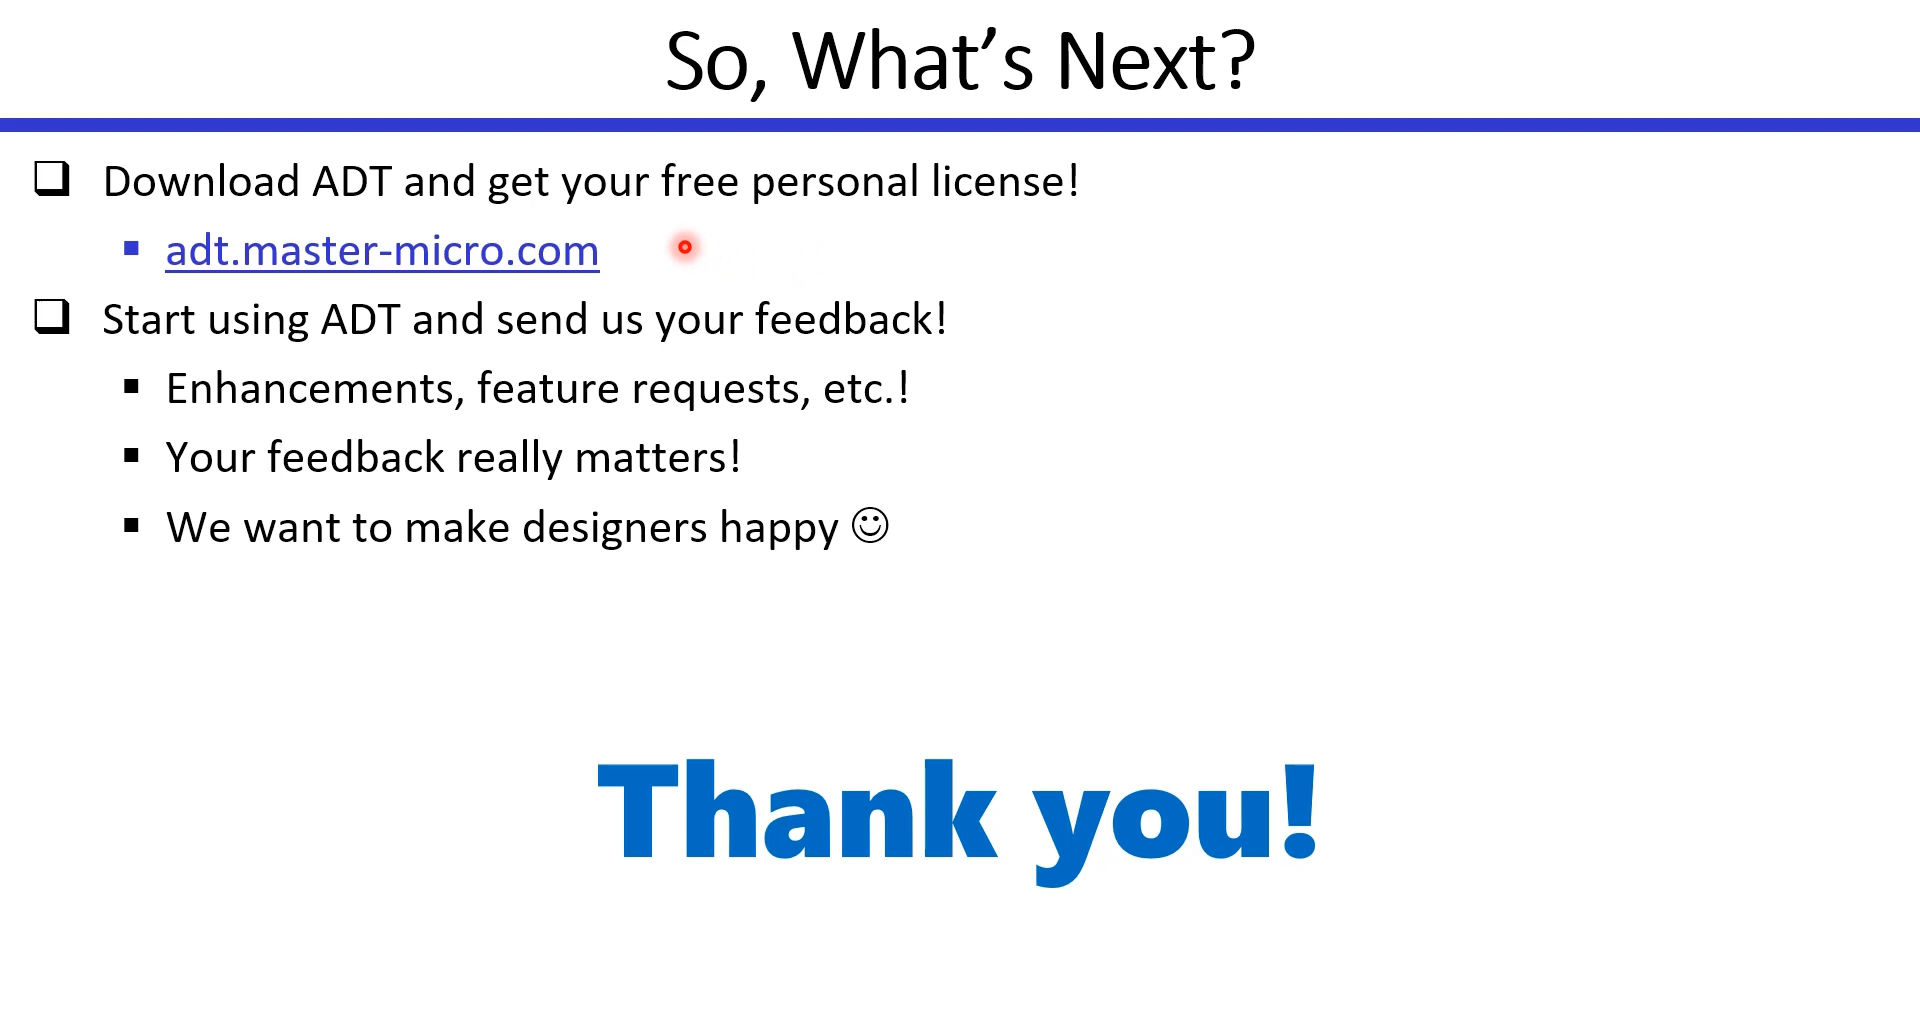 So, What’s Next?
❑ Download ADT and get your free personal license!
▪ adt.master-micro.com
❑ Start using ADT and send us your feedback!
▪ Enhancements, feature requests, etc.!
▪ Your feedback really matters!
▪ We want to make designers happy ☺
Thank you!